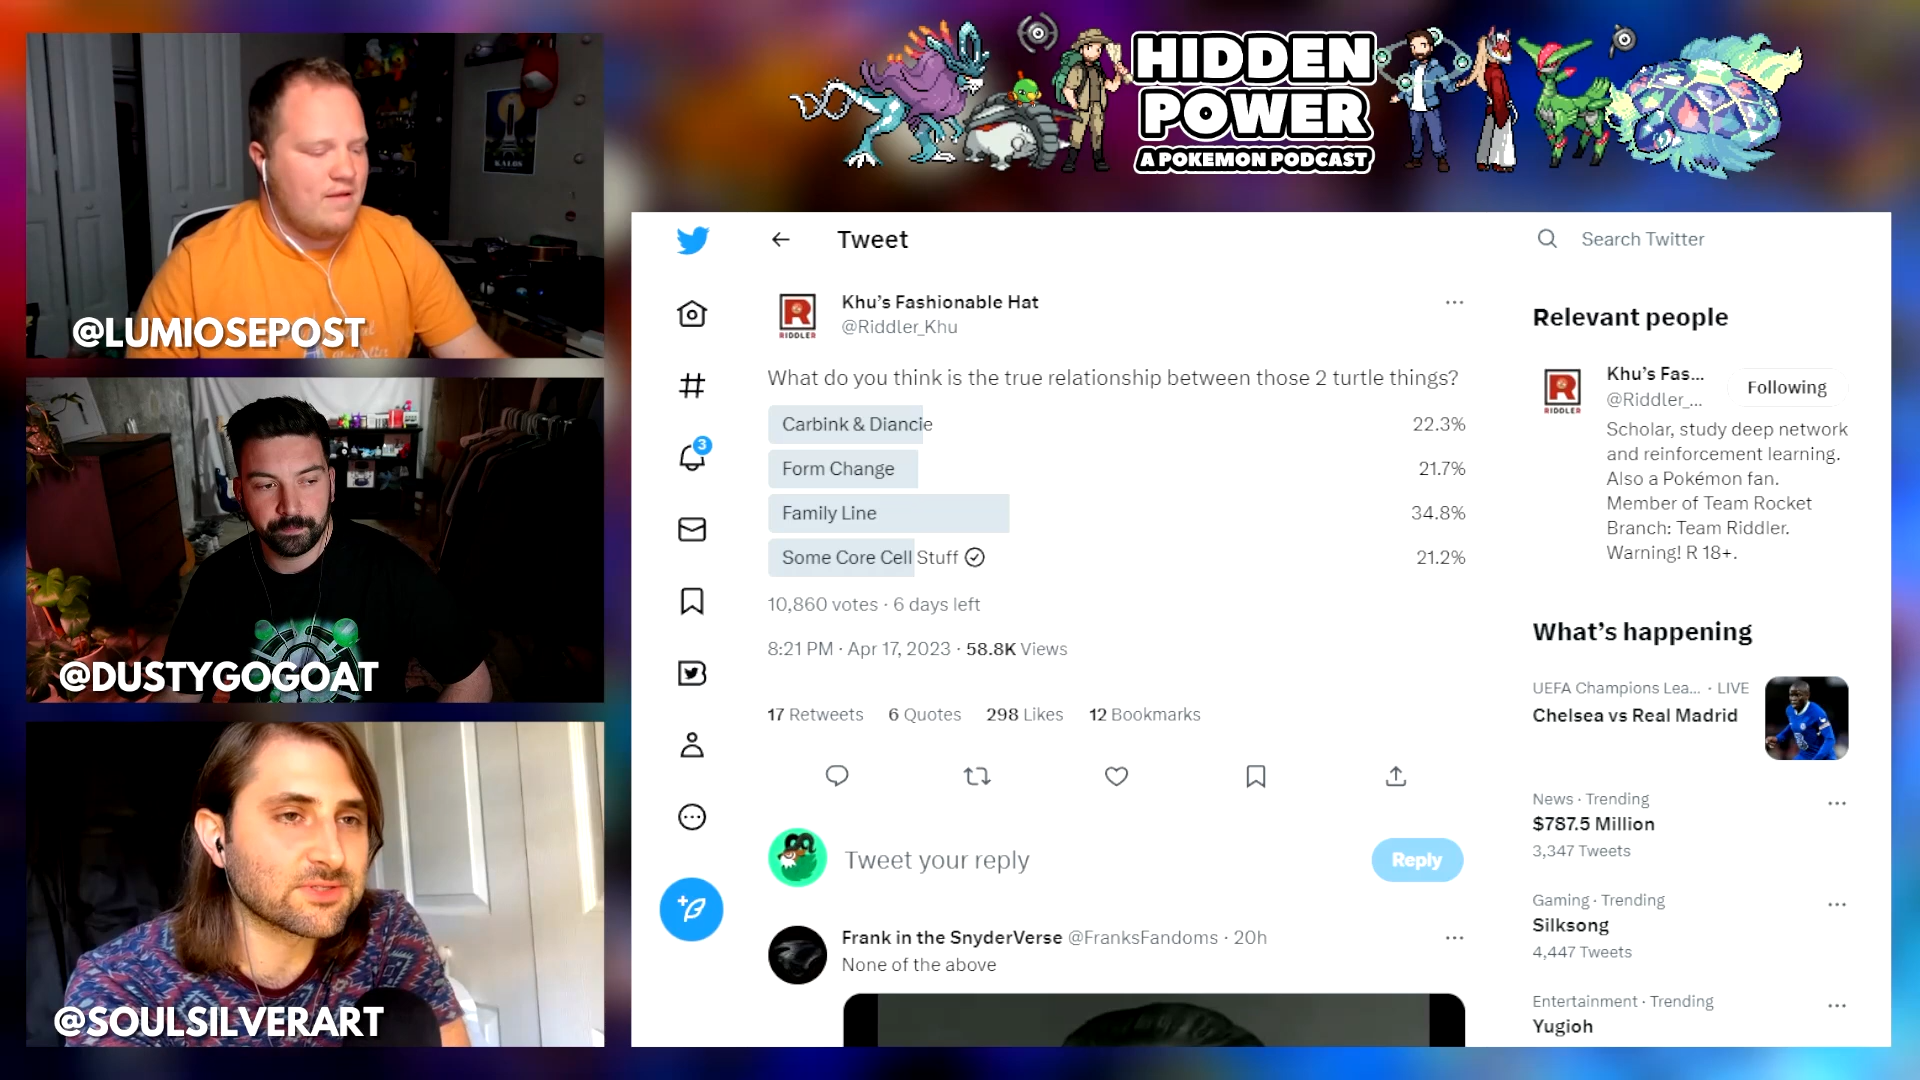 HIDDEN
POWER
A POKEMON PODCAST
KALOS
@LUMIOSEPOST
@DUSTYGOGOAT
@SOULSILVERART
Tweet
Khu's Fashionable Hat
@Riddler_Khu
R
RIDDLER
What do you think is the true relationship between those 2 turtle things?
Carbink & Diancie 22.3%
Form Change 21.7%
Family Line 34.8%
Some Core Cell Stuff 21.2%
10,860 votes · 6 days left
8:21 PM · Apr 17, 2023 · 58.8K Views
17 Retweets 6 Quotes 298 Likes 12 Bookmarks
3
Tweet your reply
Reply
Frank in the SnyderVerse @FranksFandoms · 20h
None of the above
Search Twitter
Relevant people
R
RIDDLER
Khu's Fas...
@Riddler_...
Following
Scholar, study deep network
and reinforcement learning.
Also a Pokémon fan.
Member of Team Rocket
Branch: Team Riddler.
Warning! R 18+.
What's happening
UEFA Champions Lea... · LIVE
Chelsea vs Real Madrid
News · Trending
$787.5 Million
3,347 Tweets
Gaming · Trending
Silksong
4,447 Tweets
Entertainment · Trending
Yugioh